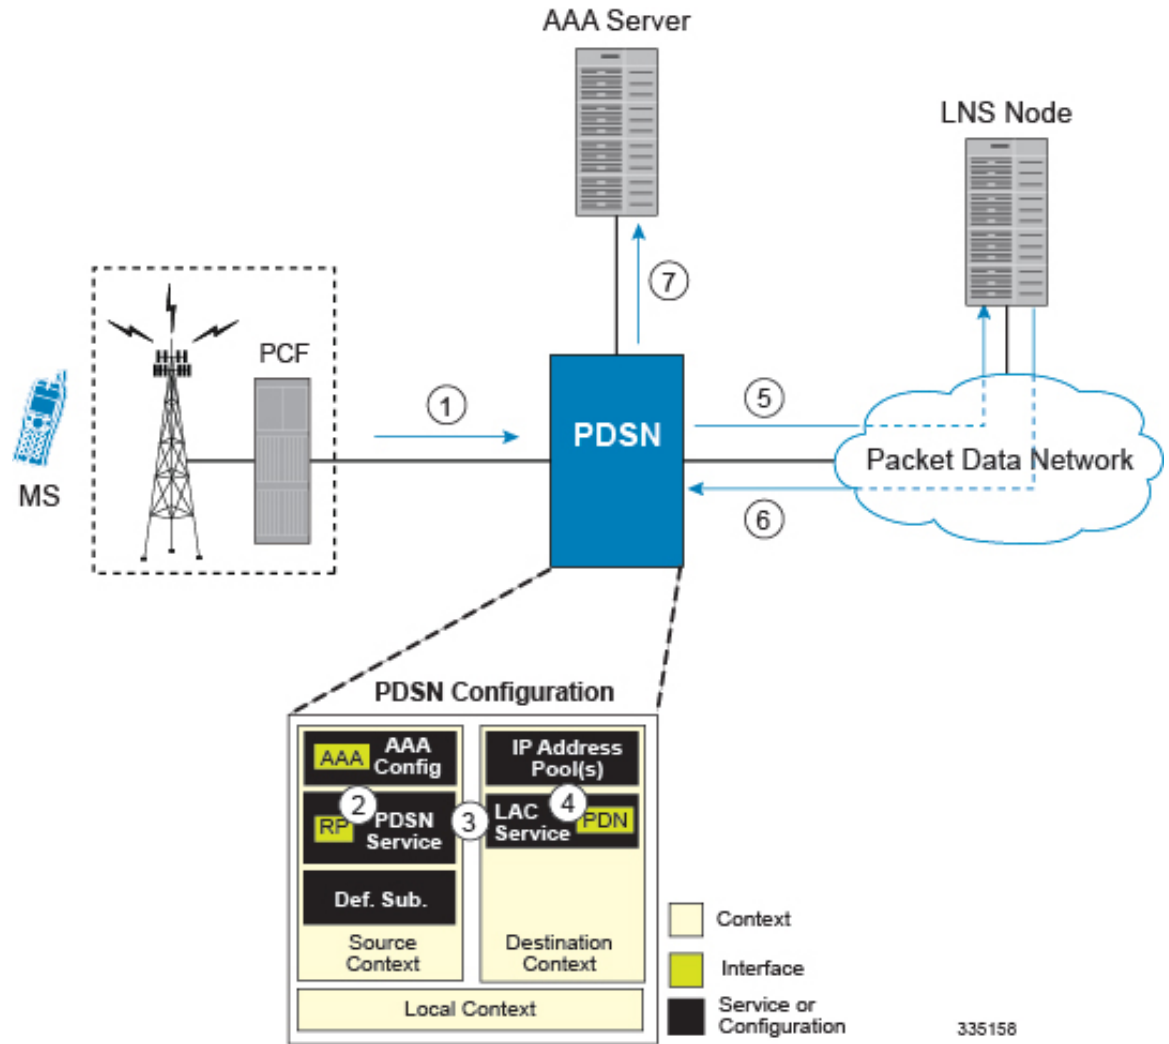 AAA Server
LNS Node
7
PCF
1
5
PDSN
Packet Data Network
MS
6
PDSN Configuration
AAA
AAA
Config
IP Address
Pool(s)
2
3
4
RP
PDSN
Service
LAC
Service
PDN
Def. Sub.
Source
Context
Destination
Context
Local Context
Context
Interface
Service or
Configuration
335158